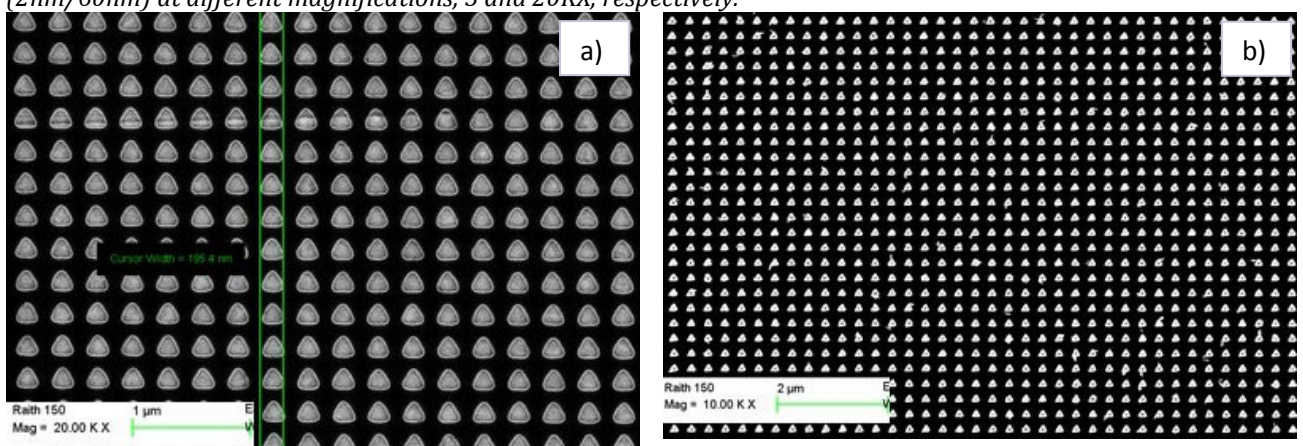 (2nm/60nm) at different magnifications, 5 and 20KX, respectively.
a)
Cursor Width = 195.4 nm
Raith 150
1 µm
Mag = 20.00 K X
b)
Raith 150
2 µm
Mag = 10.00 K X